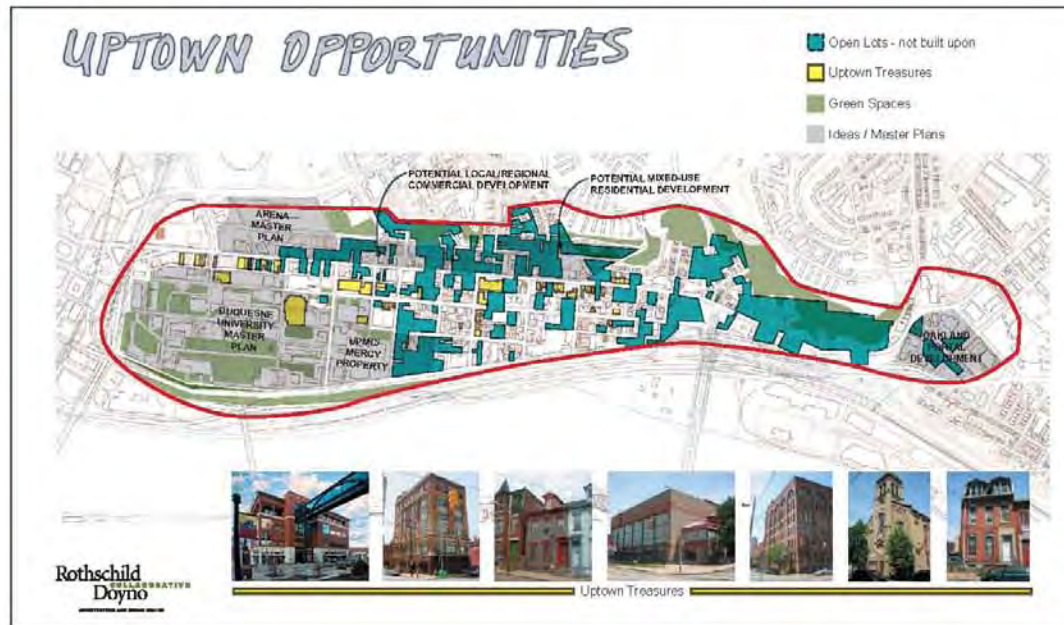 UPTOWN OPPORTUNITIES
Open Lots - not built upon
Uptown Treasures
Green Spaces
Ideas / Master Plans
POTENTIAL LOCAL/REGIONAL
COMMERCIAL DEVELOPMENT
POTENTIAL MIXED-USE
RESIDENTIAL DEVELOPMENT
ARENA
MASTER
PLAN
DUQUESNE
UNIVERSITY
MASTER
PLAN
UPMC/
MERCY
PROPERTY
OAKLAND
PORTAL
DEVELOPMENT
Rothschild
COLLABORATIVE
Doyno
Uptown Treasures